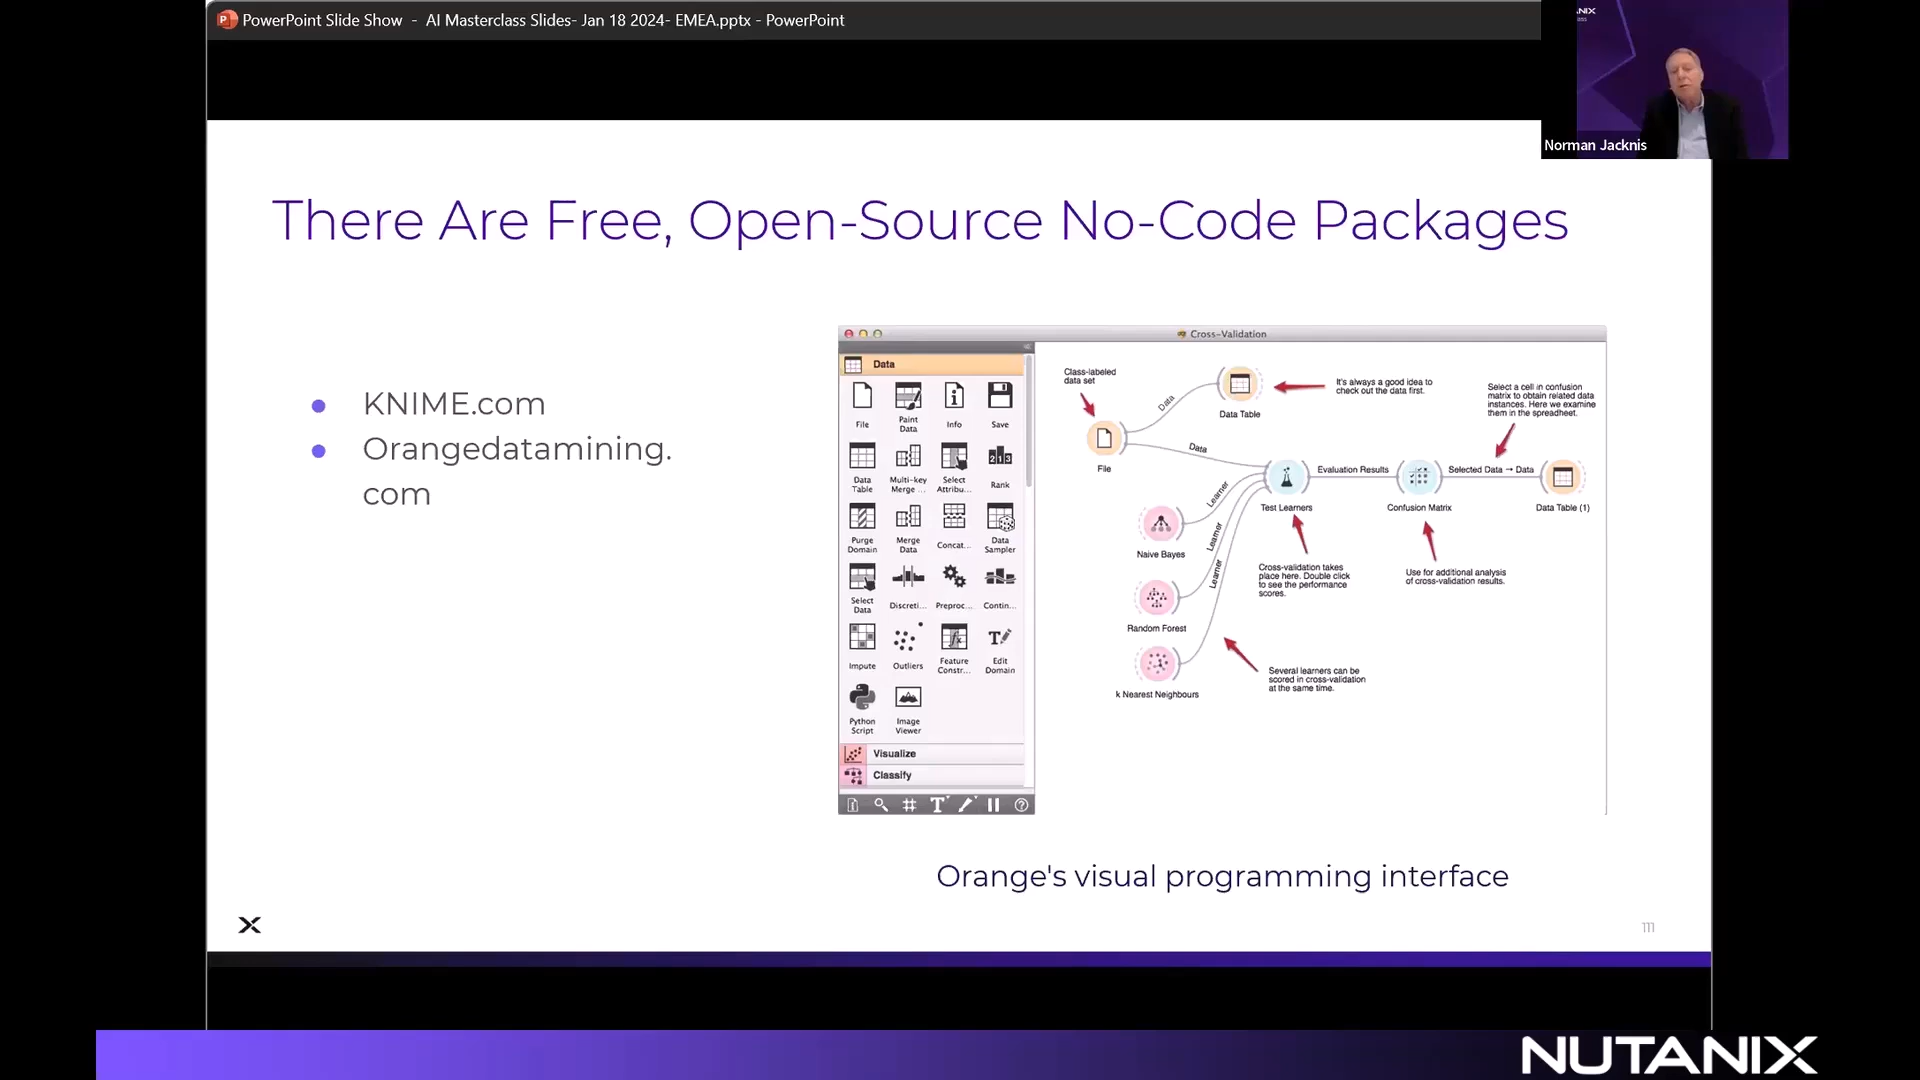 PowerPoint Slide Show - AI Masterclass Slides- Jan 18 2024- EMEA.pptx - PowerPoint
Norman Jacknis
There Are Free, Open-Source No-Code Packages
KNIME.com
Orangedatamining.
com
Cross-Validation
Data
File
Paint
Data
Info
Save
Data
Table
Multi-key
Merge ...
Select
Attribu...
Rank
Purge
Domain
Merge
Data
Concat...
Data
Sampler
Select
Data
Discreti...
Preproc...
Contin...
Impute
Outliers
Feature
Constr...
Edit
Domain
Python
Script
Image
Viewer
Visualize
Classify
Class-labeled
data set
File
Data
Data
Data Table
It's always a good idea to
check out the data first.
Select a cell in confusion
matrix to obtain related data
instances. Here we examine
them in the spreadheet.
Learner
Learner
Learner
Test Learners
Evaluation Results
Confusion Matrix
Selected Data → Data
Data Table (1)
Naive Bayes
Random Forest
k Nearest Neighbours
Cross-validation takes
place here. Double click
to see the performance
scores.
Use for additional analysis
of cross-validation results.
Several learners can be
scored in cross-validation
at the same time.
Orange's visual programming interface
111
NUTANIX